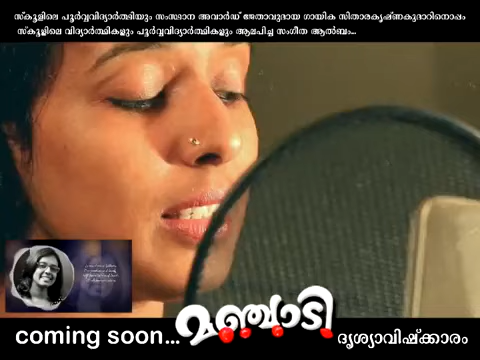 സ്കൂളിലെ പൂർവ്വവിദ്യാർത്ഥിയും സംസ്ഥാന അവാർഡ് ജേതാവുമായ ഗായിക സിതാരകൃഷ്ണകുമാറിനൊപ്പം
സ്കൂളിലെ വിദ്യാർത്ഥികളും പൂർവ്വവിദ്യാർത്ഥികളും ആലപിച്ച സംഗീത ആൽബം...
coming soon... മഞ്ചാടി ദൃശ്യാവിഷ്ക്കാരം